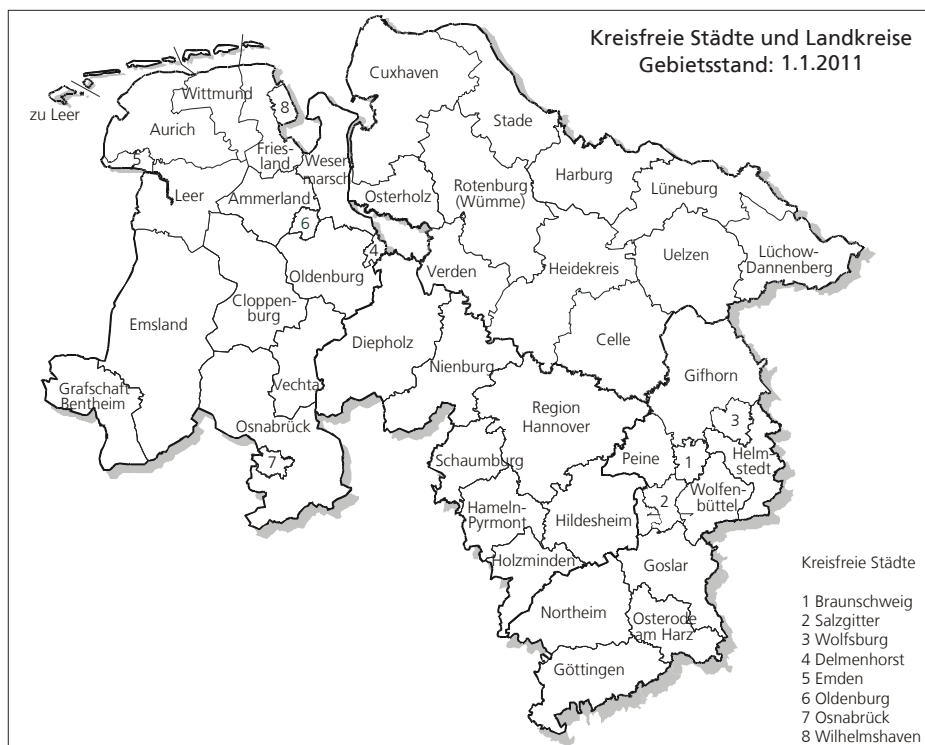 Kreisfreie Städte und Landkreise
Gebietsstand: 1.1.2011
zu Leer
Wittmund
Aurich
8
Fries-
land
Weser-
marsch
5
Leer
Ammerland
6
Cuxhaven
Stade
Osterholz
Rotenburg
(Wümme)
Harburg
Lüneburg
4
Oldenburg
Verden
Heidekreis
Uelzen
Lüchow-
Dannenberg
Emsland
Cloppen-
burg
Diepholz
Nienburg
Celle
Gifhorn
Grafschaft
Bentheim
Vechta
Osnabrück
7
Region
Hannover
3
Schaumburg
Peine
1
Helm-
stedt
Hameln-
Pyrmont
Hildesheim
2
Wolfen-
büttel
Holzminden
Goslar
Northeim
Osterode
am Harz
Göttingen
Kreisfreie Städte
1 Braunschweig
2 Salzgitter
3 Wolfsburg
4 Delmenhorst
5 Emden
6 Oldenburg
7 Osnabrück
8 Wilhelmshaven